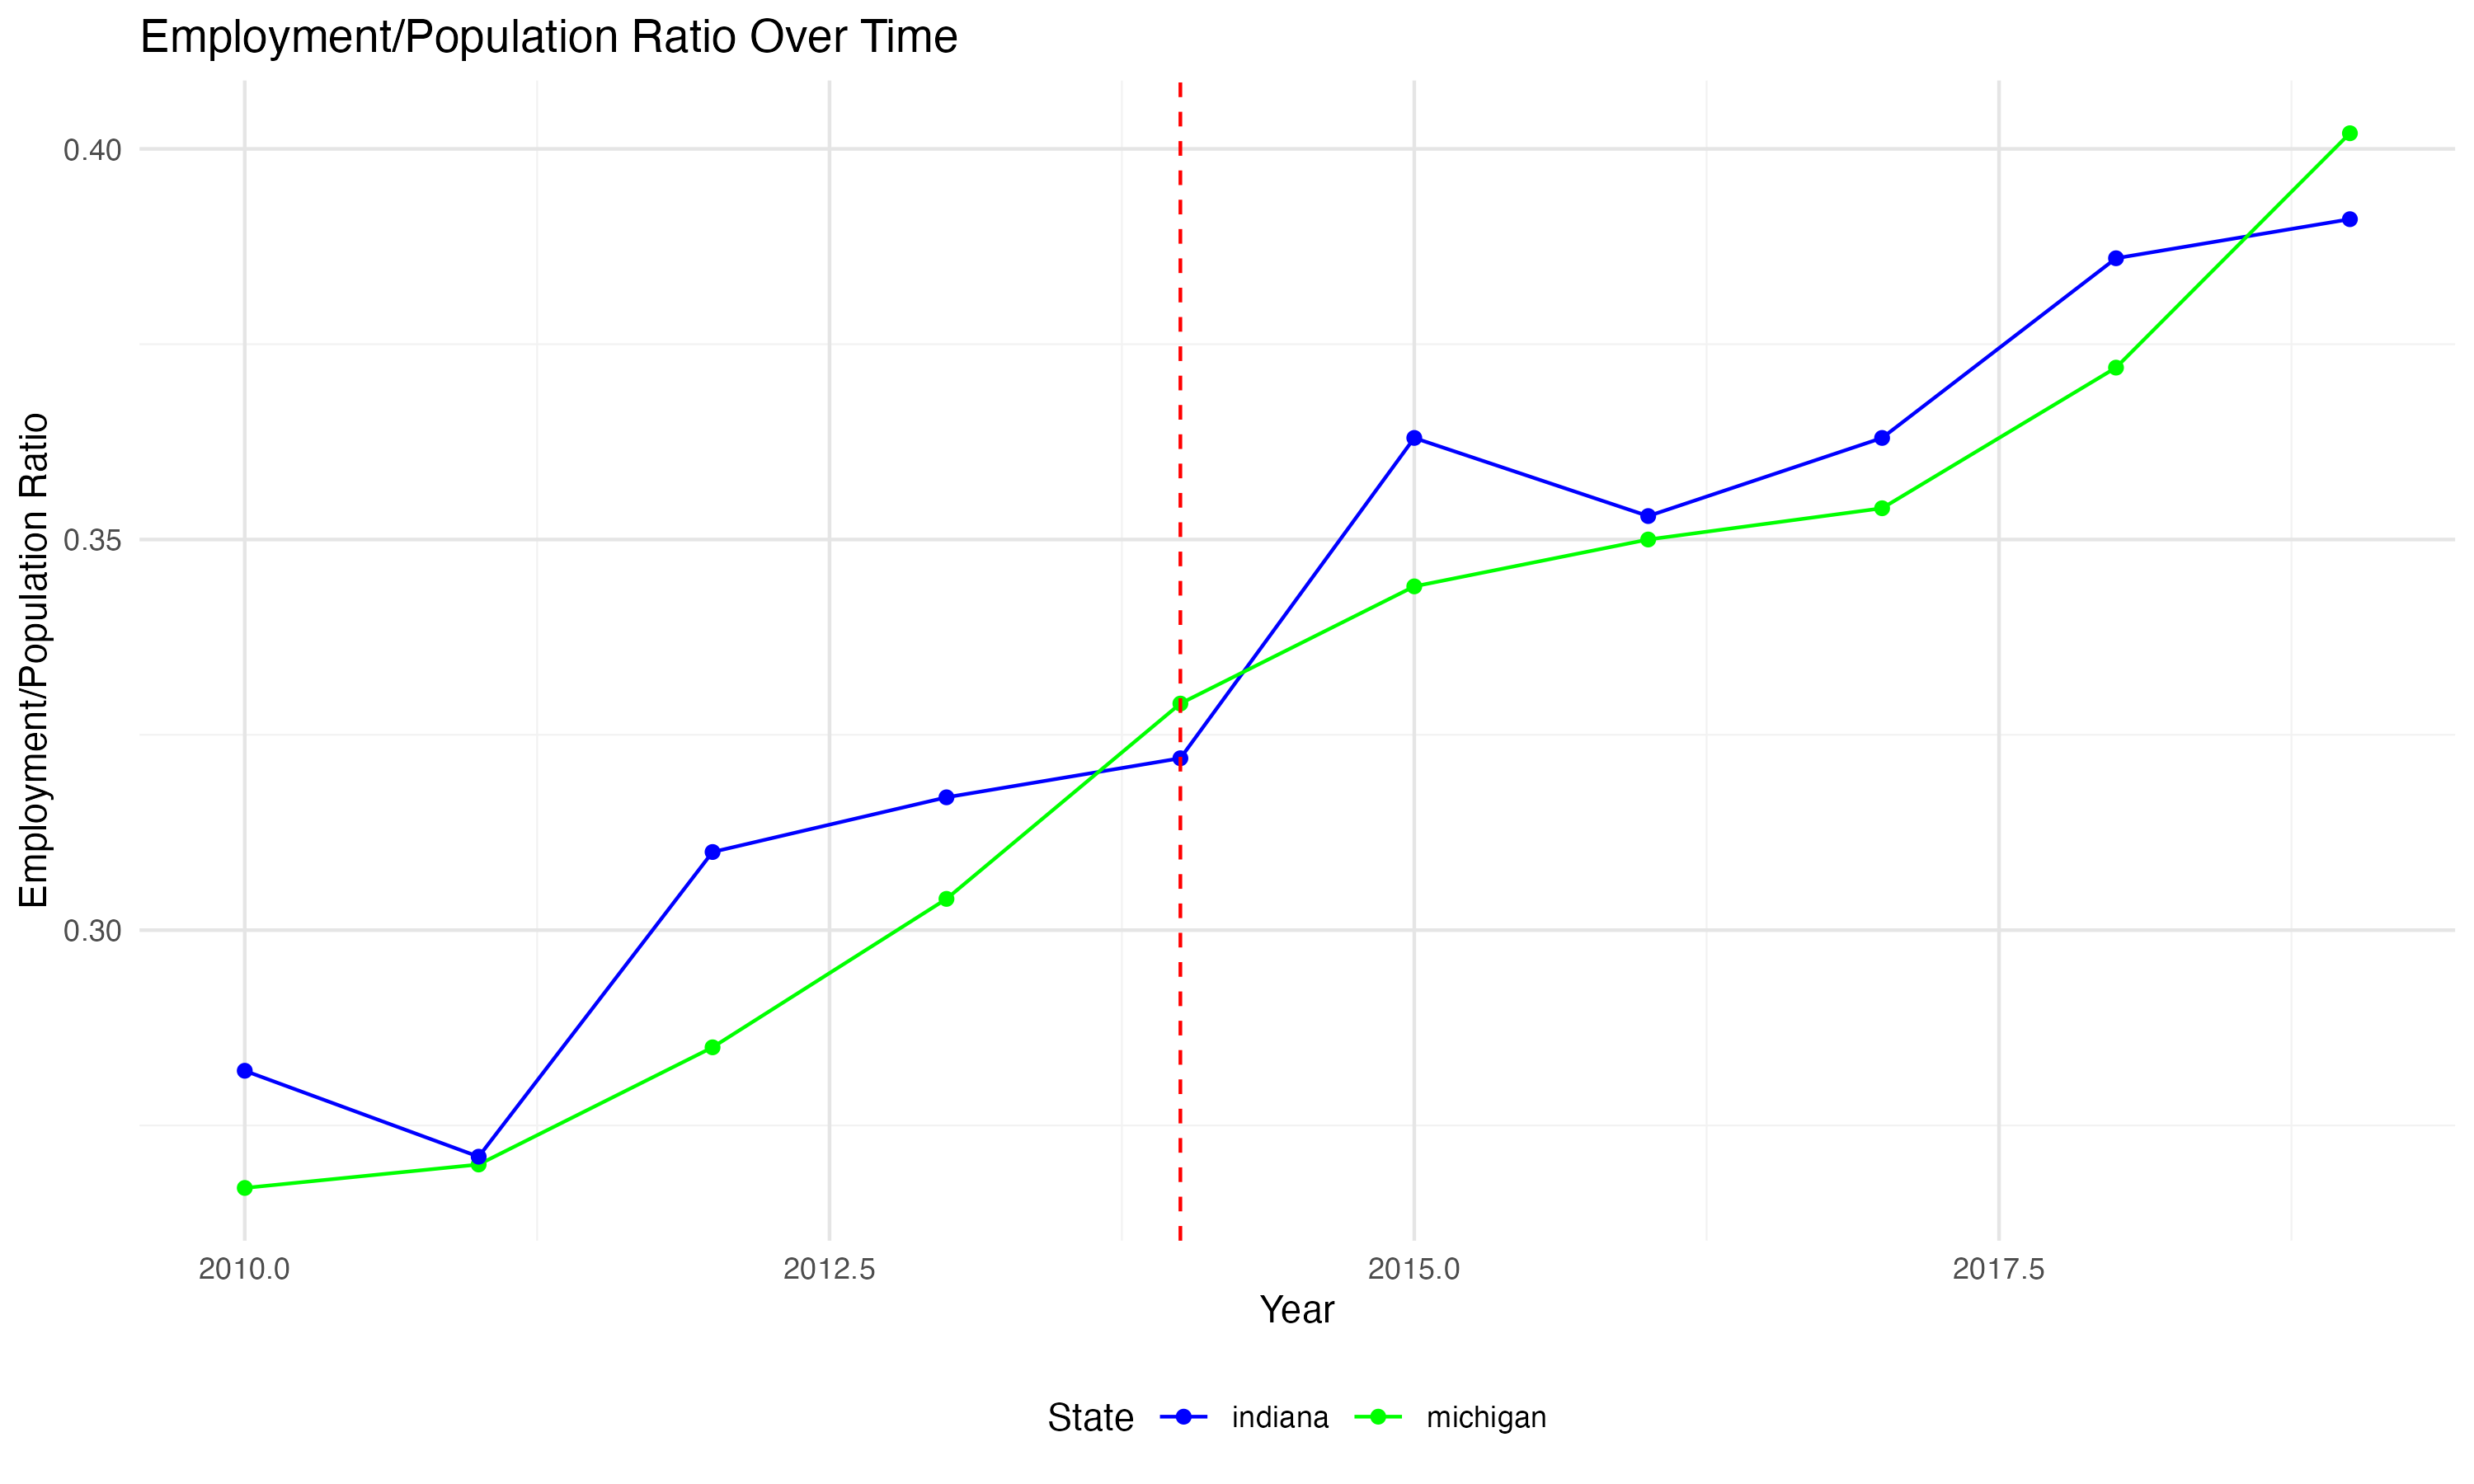 Employment/Population Ratio Over Time
Employment/Population Ratio
0.40
0.35
0.30
2010.0 2012.5 2015.0 2017.5
Year
State indiana michigan